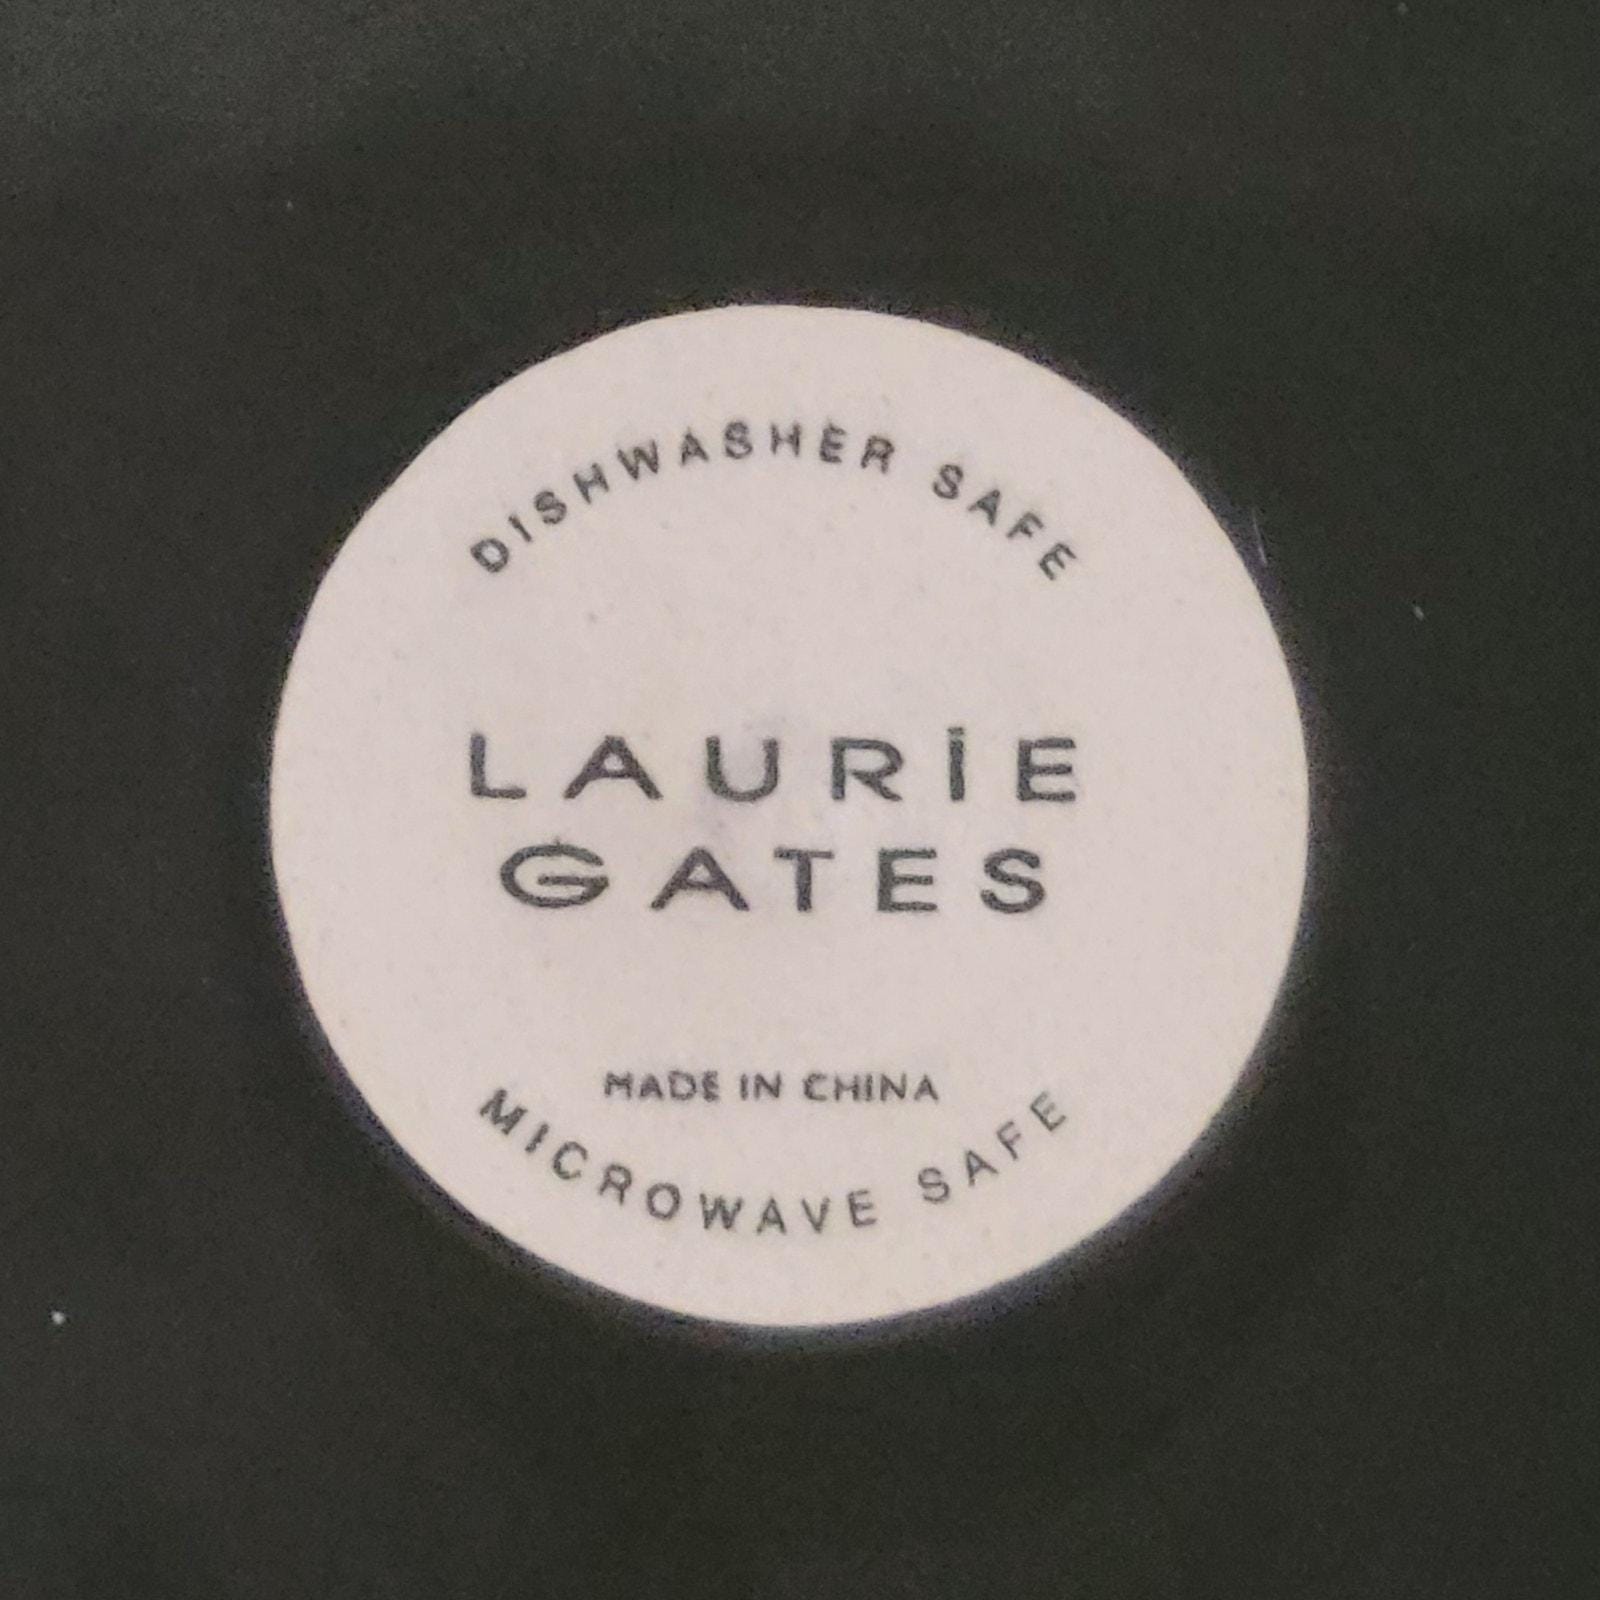 DISHWASHER SAFE
LAURIE
GATES
MADE IN CHINA
MICROWAVE SAFE